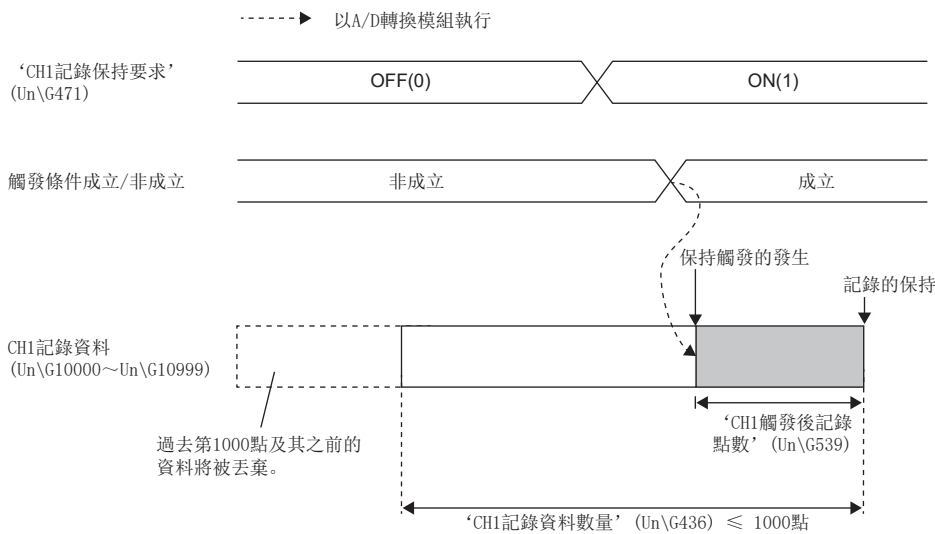 以A/D轉換模組執行
‘CH1記錄保持要求’
(Un\G471)
OFF(0)
ON(1)
觸發條件成立/非成立
非成立
成立
保持觸發的發生
記錄的保持
CH1記錄資料
(Un\G10000～Un\G10999)
‘CH1觸發後記錄
點數’(Un\G539)
過去第1000點及其之前的
資料將被丟棄。
‘CH1記錄資料數量’(Un\G436) ≤ 1000點